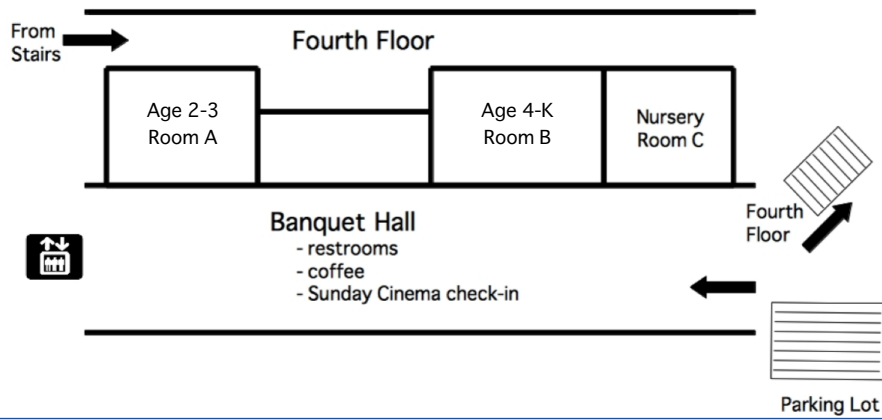 From
Stairs
Fourth Floor
Age 2-3
Room A
Age 4-K
Room B
Nursery
Room C
Banquet Hall
- restrooms
- coffee
- Sunday Cinema check-in
Fourth
Floor
Parking Lot